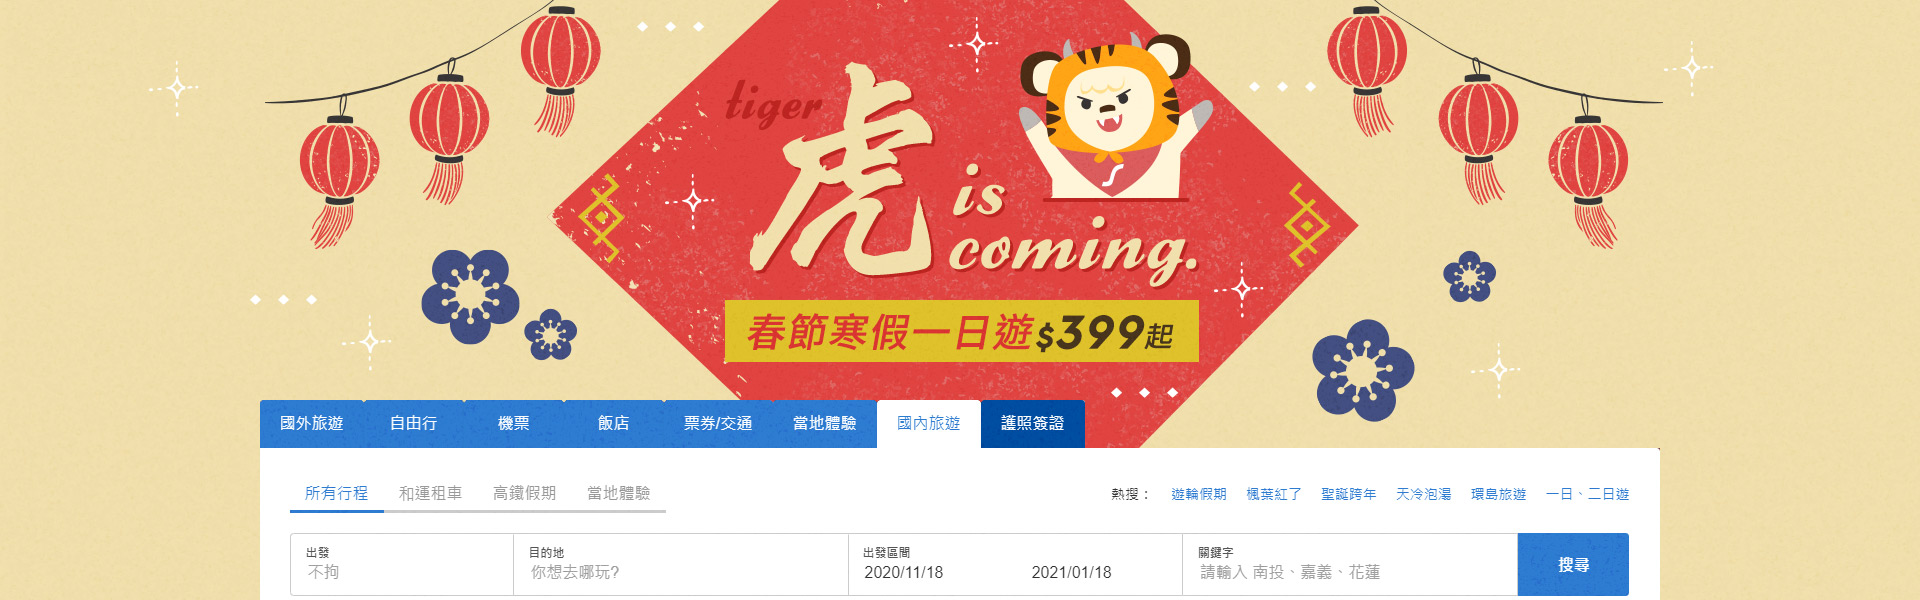 tiger
虎
is
coming.
春節寒假一日遊$399起
國外旅遊 自由行 機票 飯店 票券/交通 當地體驗 國內旅遊 護照簽證
所有行程 和運租車 高鐵假期 當地體驗
熱搜： 遊輪假期 楓葉紅了 聖誕跨年 天冷泡湯 環島旅遊 一日、二日遊
出發 目的地 出發區間 關鍵字
不拘 你想去哪玩? 2020/11/18 2021/01/18 請輸入 南投、嘉義、花蓮
搜尋